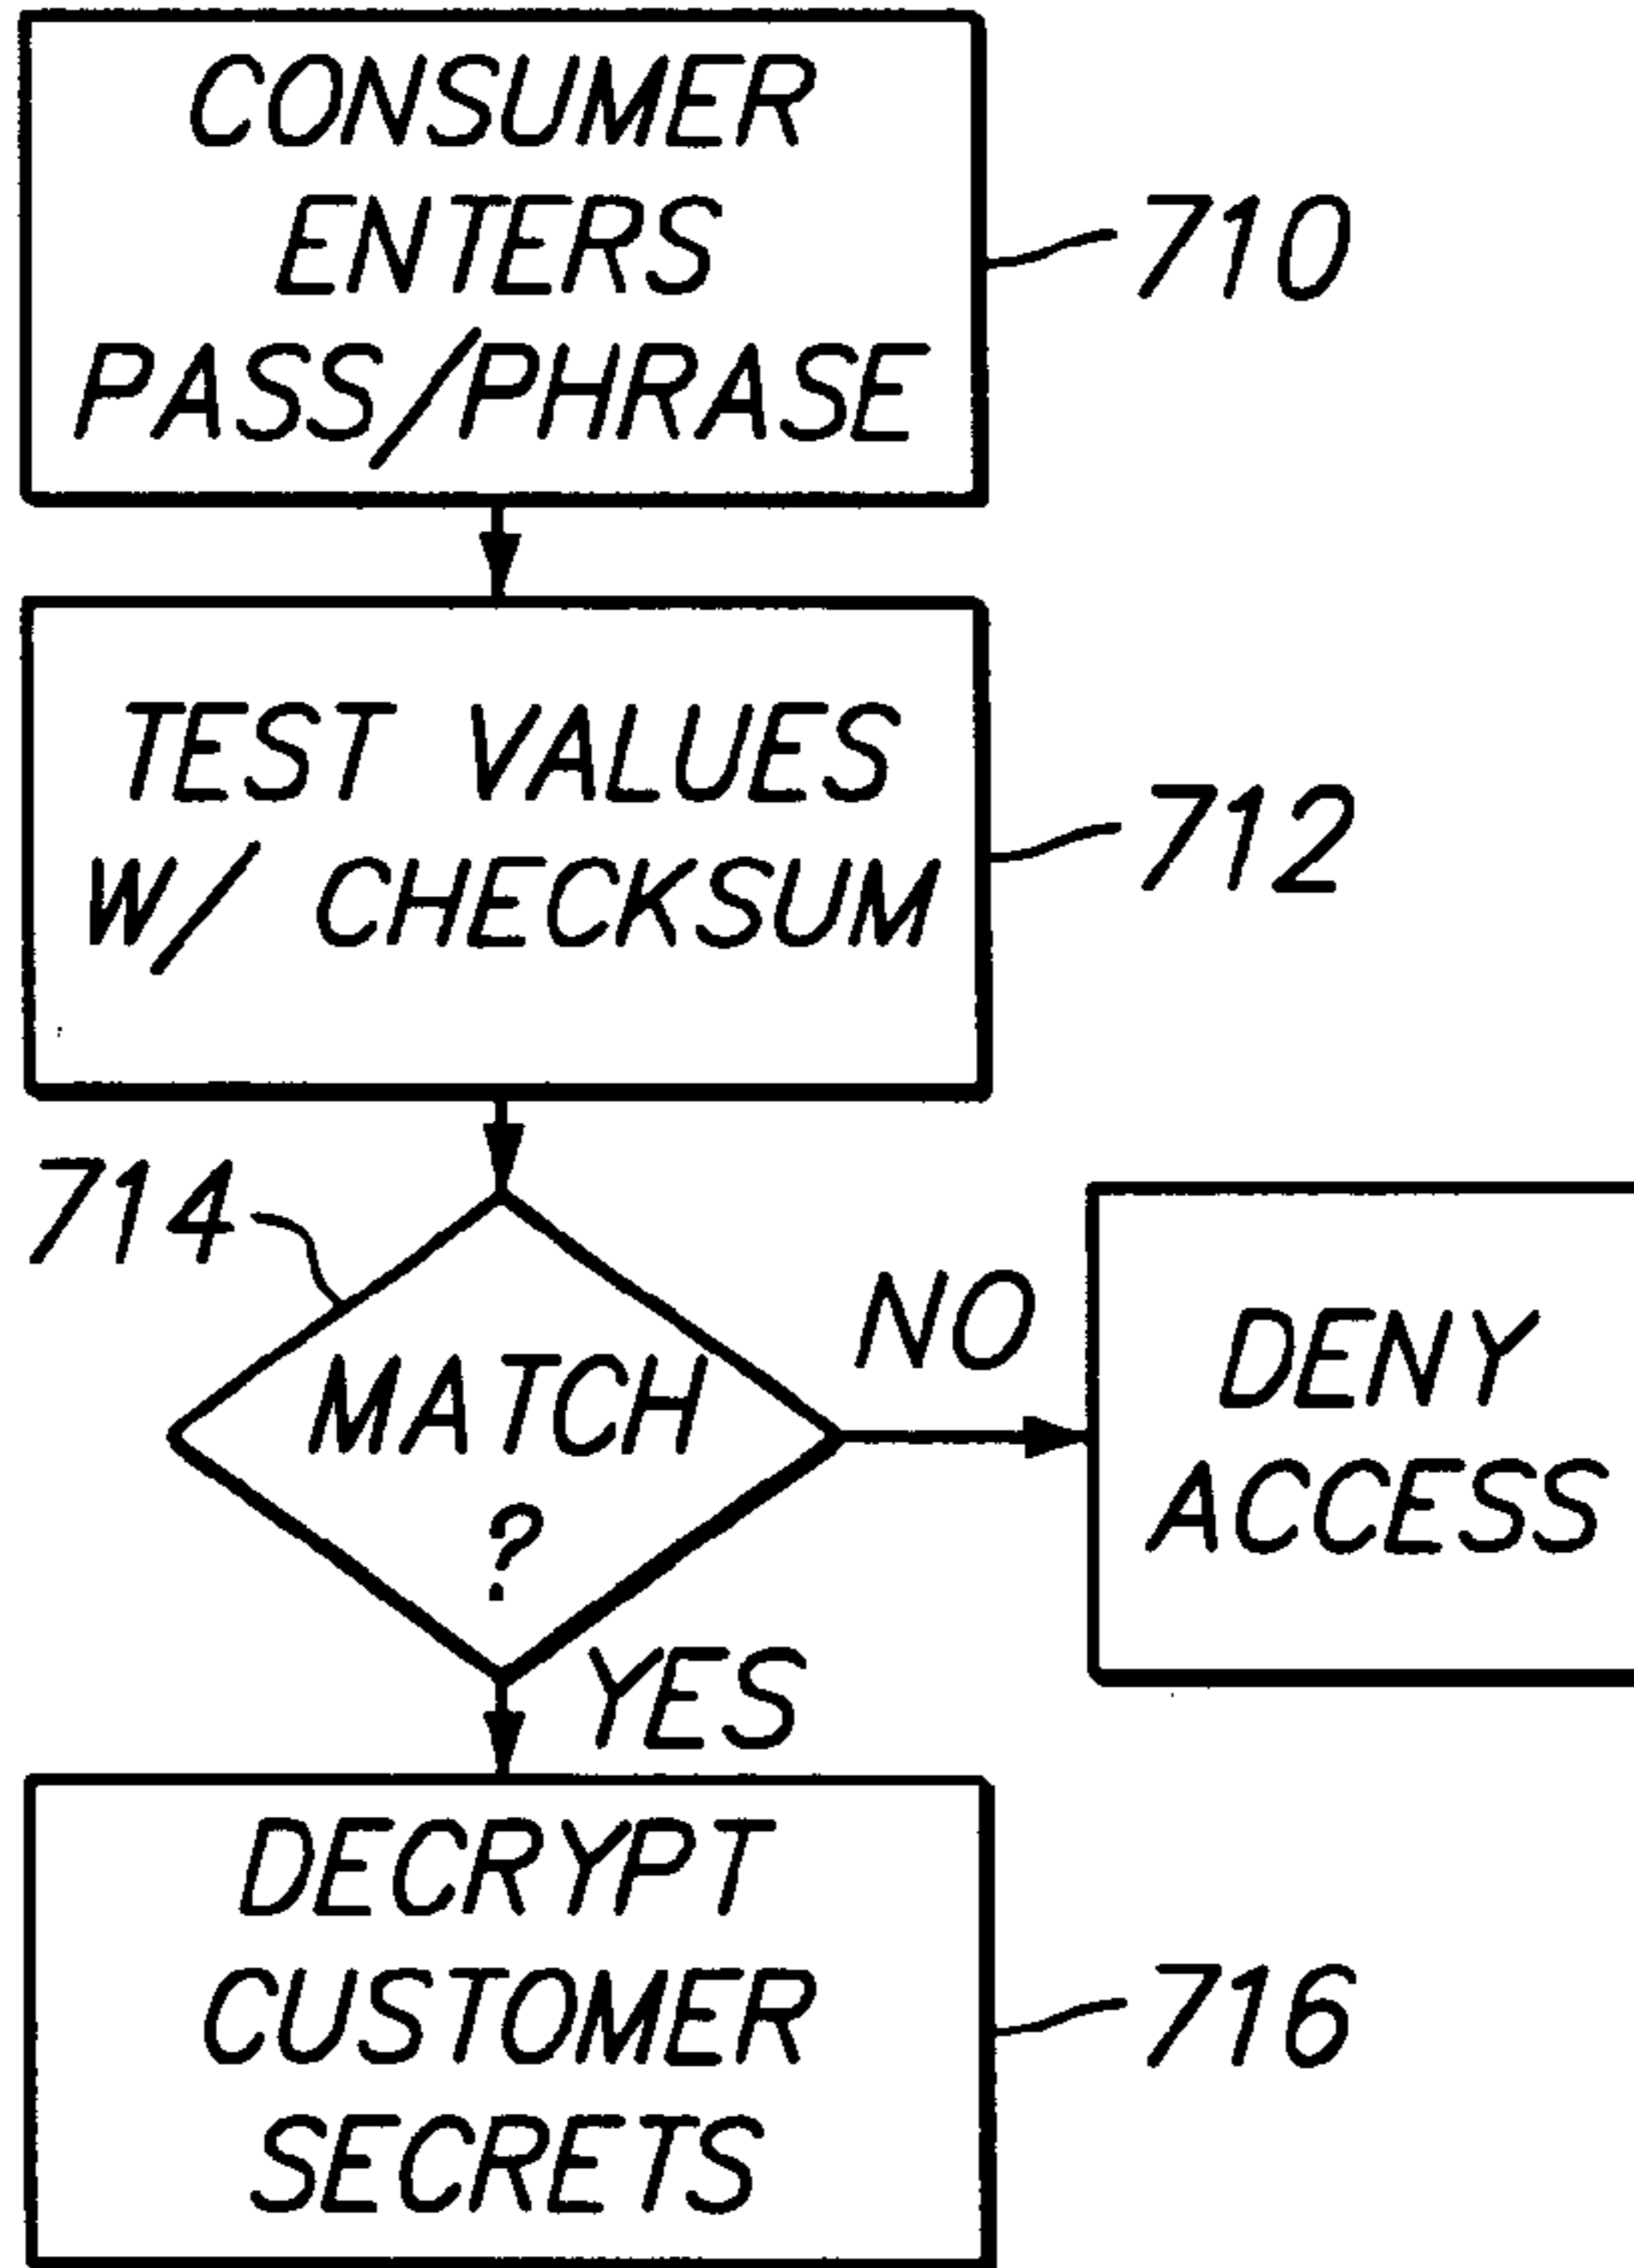 CONSUMER
ENTERS
PASS/PHRASE
710
TEST VALUES
W/ CHECKSUM
712
714
MATCH
?
NO
DENY
ACCESS
YES
DECRYPT
CUSTOMER
SECRETS
716